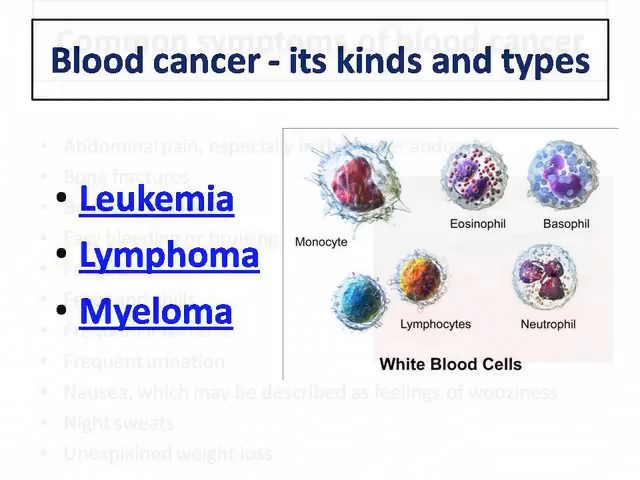 Common symptoms of blood cancer
Blood cancer - its kinds and types
• Abdominal pain, especially in the upper abdomen
• Bone fractures
• Leukemia
• Easy bleeding or bruising
• Lymphoma
• Myeloma
• Frequent urination
• Nausea, which may be described as feelings of wooziness
• Night sweats
• Unexplained weight loss
Monocyte
Eosinophil
Basophil
Lymphocytes
Neutrophil
White Blood Cells